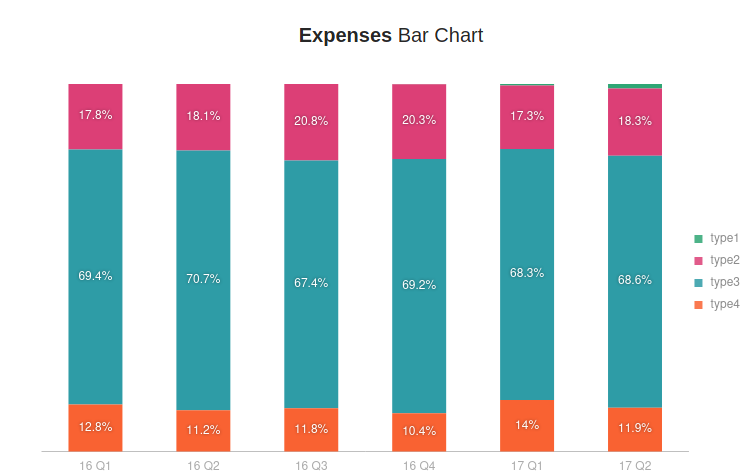 Expenses Bar Chart
17.8% 18.1% 20.8% 20.3% 17.3% 18.3%
69.4% 70.7% 67.4% 69.2% 68.3% 68.6%
12.8% 11.2% 11.8% 10.4% 14% 11.9%
16 Q1 16 Q2 16 Q3 16 Q4 17 Q1 17 Q2
type1
type2
type3
type4